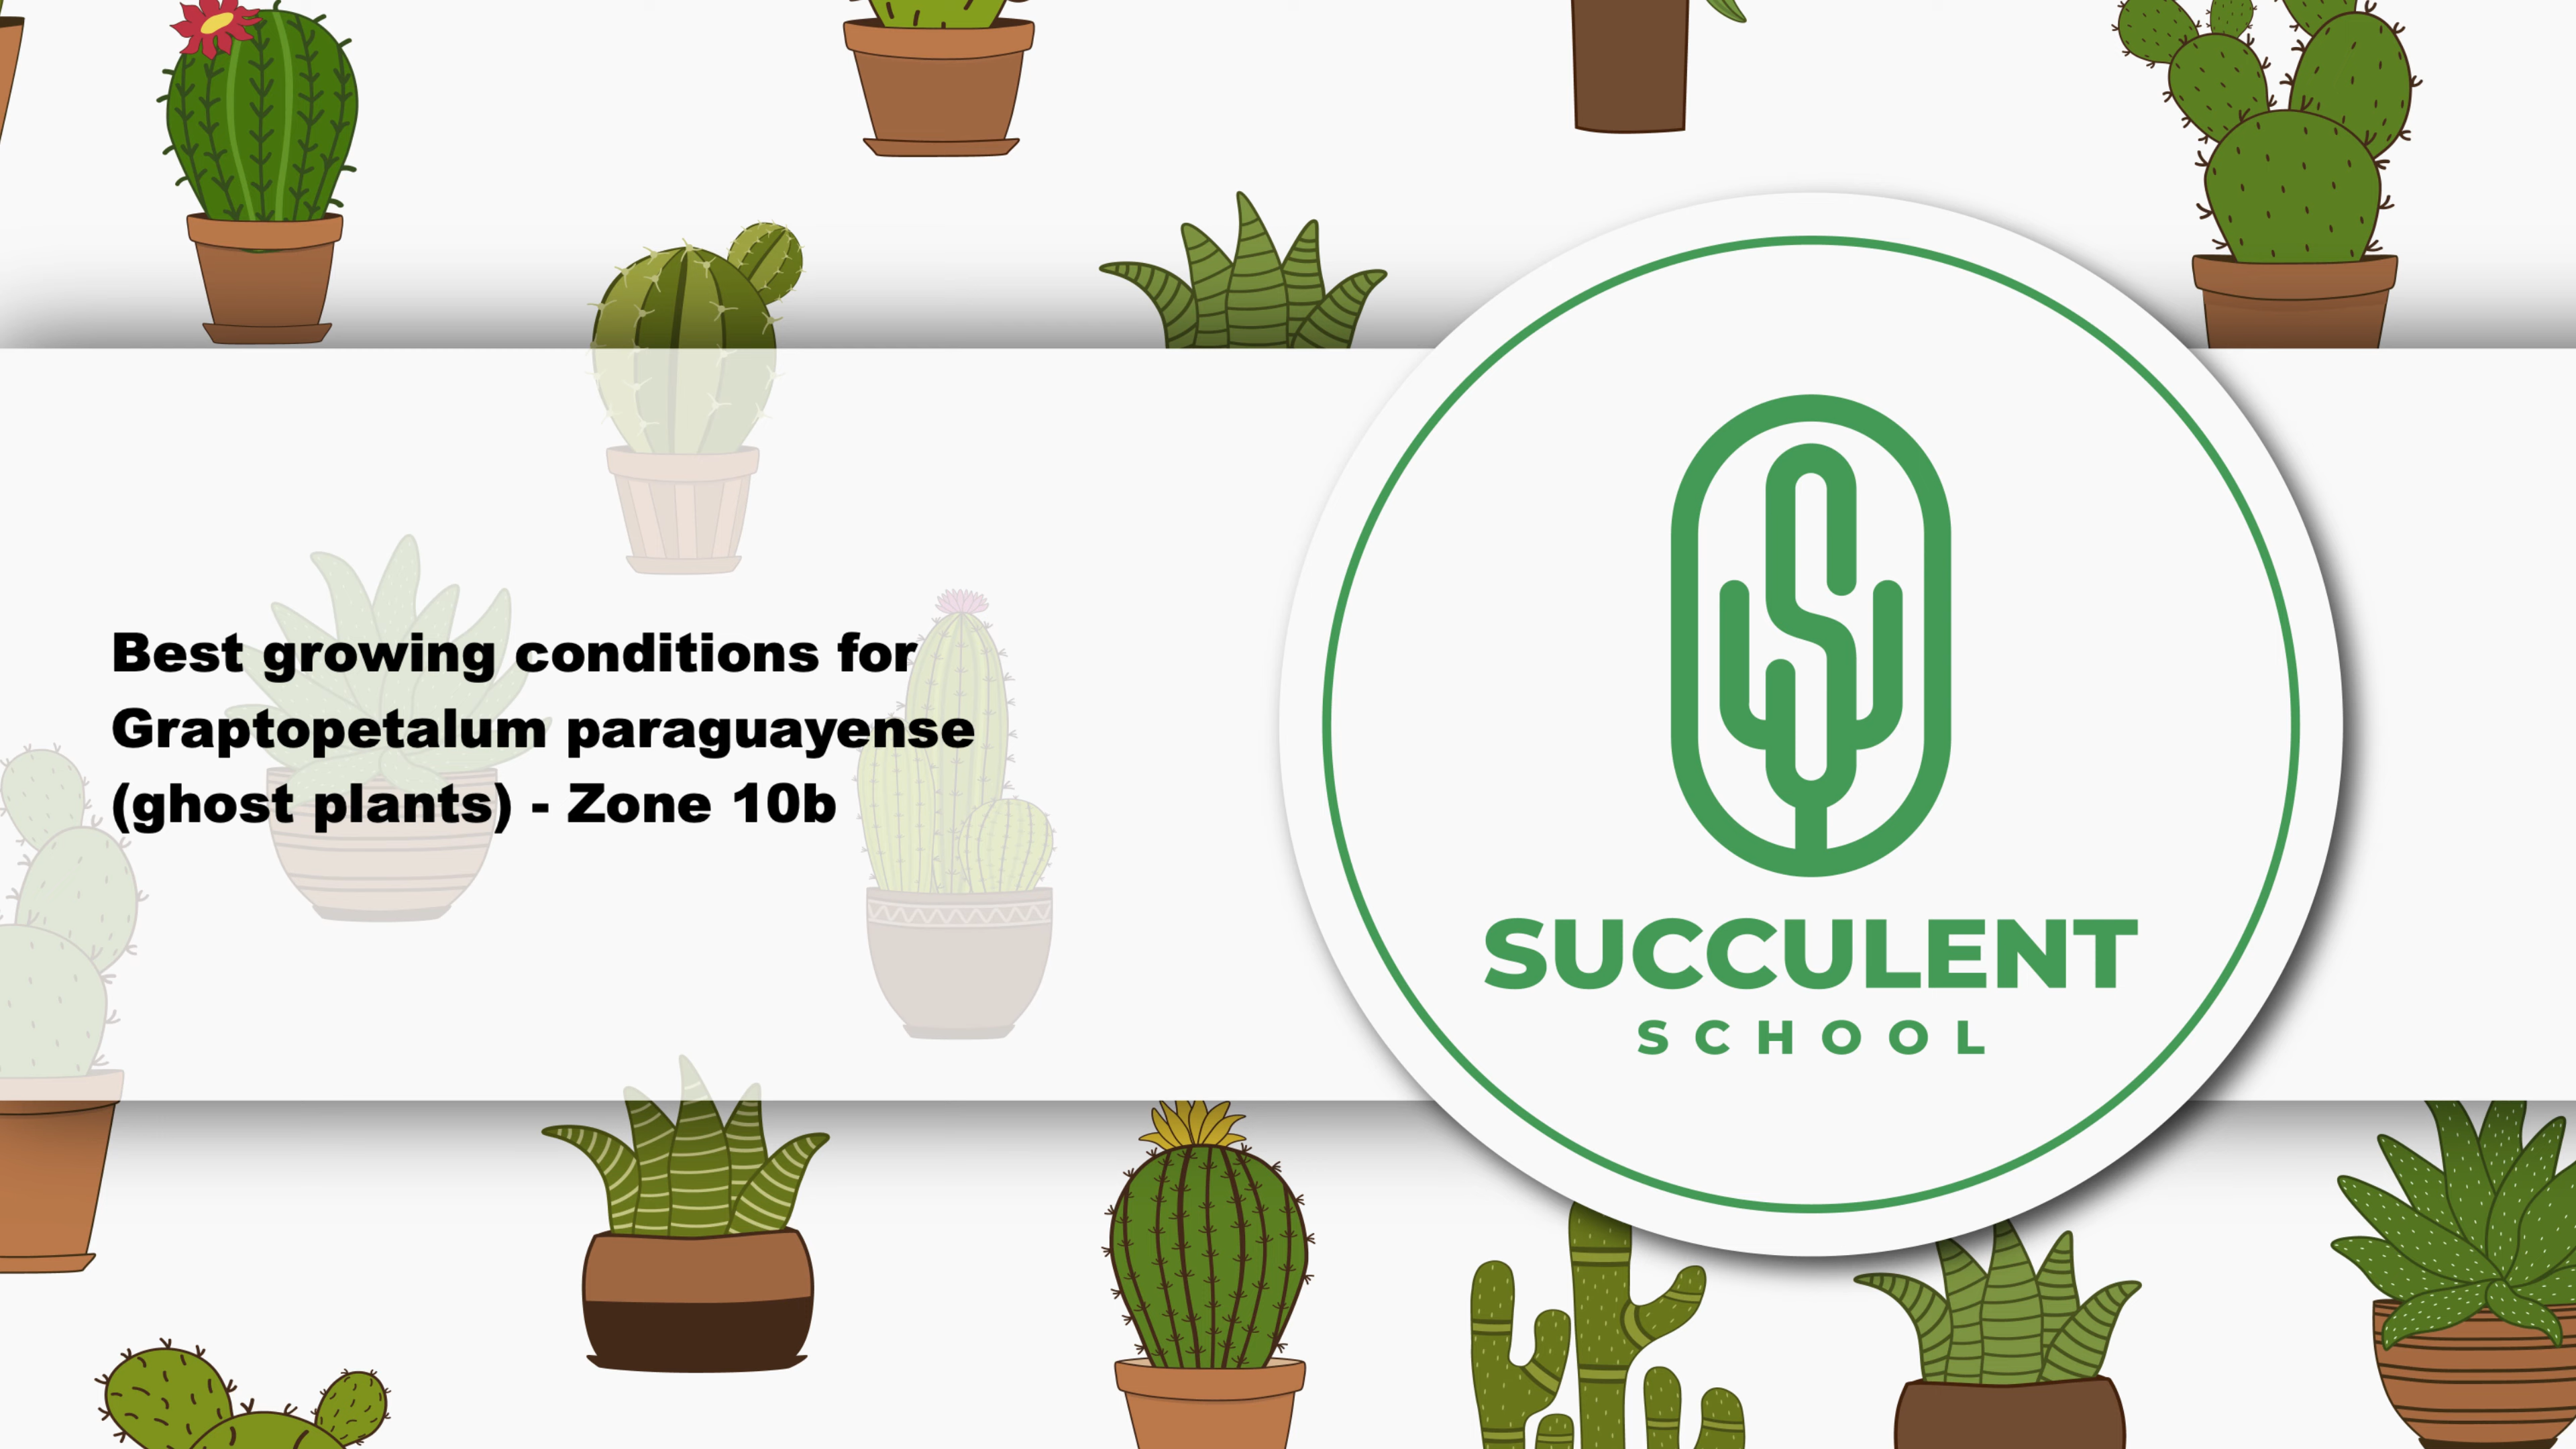 Best growing conditions for
Graptopetalum paraguayense
(ghost plants) - Zone 10b
SUCCULENT
SCHOOL